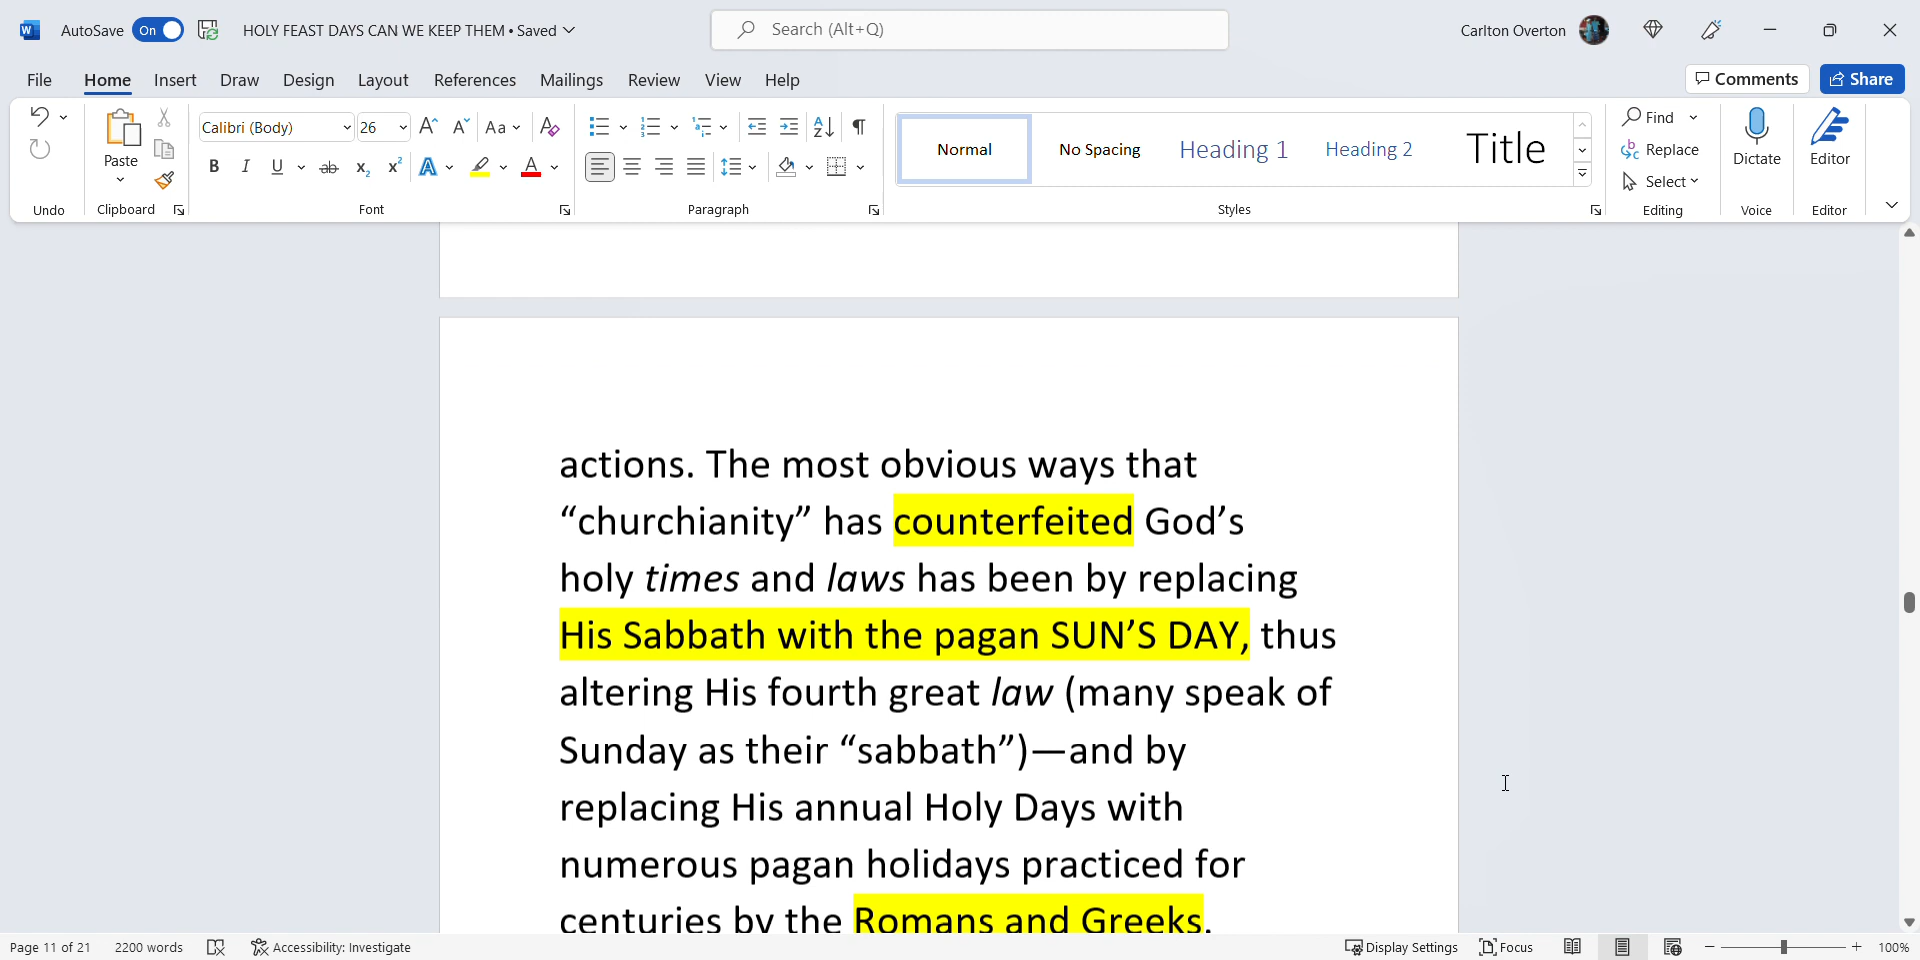 AutoSave On HOLY FEAST DAYS CAN WE KEEP THEM • Saved Search (Alt+Q) Carlton Overton
File Home Insert Draw Design Layout References Mailings Review View Help Comments Share
Calibri (Body) 26 Aa Find
Paste Normal No Spacing Heading 1 Heading 2 Title Replace Dictate Editor
B I U ab x₂ x² A A Select
Undo Clipboard Font Paragraph Styles Editing Voice Editor
actions. The most obvious ways that
“churchianity” has counterfeited God’s
holy times and laws has been by replacing
His Sabbath with the pagan SUN’S DAY, thus
altering His fourth great law (many speak of
Sunday as their “sabbath”)—and by
replacing His annual Holy Days with
numerous pagan holidays practiced for
centuries by the Romans and Greeks.
Page 11 of 21 2200 words Accessibility: Investigate Display Settings Focus 100%